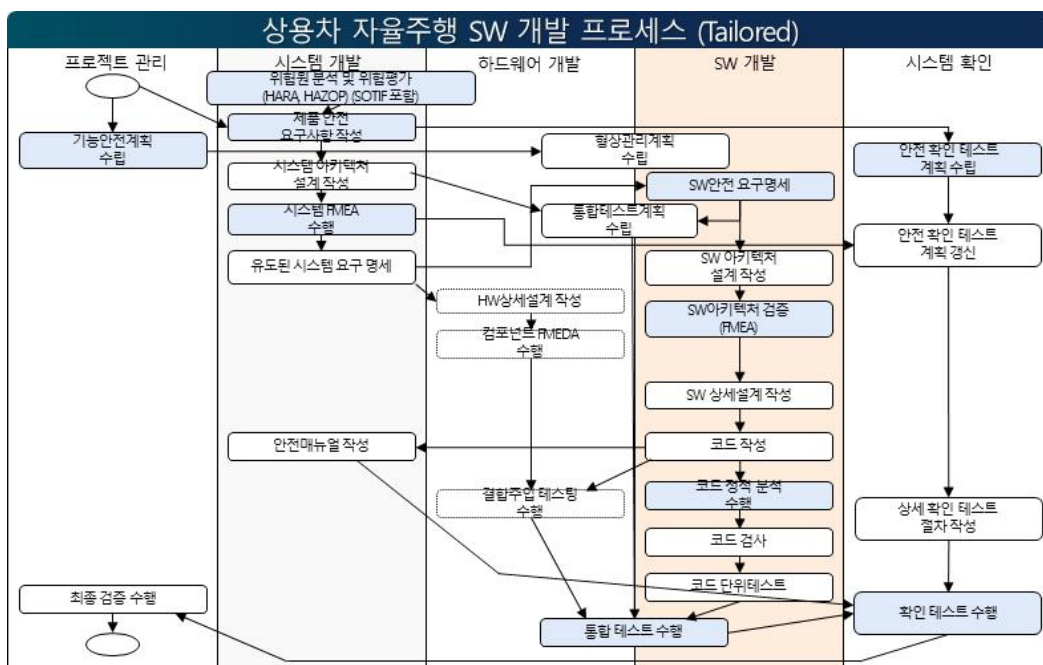 상용차 자율주행 SW 개발 프로세스 (Tailored)
프로젝트 관리
시스템 개발
하드웨어 개발
SW 개발
시스템 확인
위험원 분석 및 위험평가
(HARA, HAZOP) (SOTIF 포함)
제품 안전
요구사항 작성
기능안전계획
수립
형상관리계획
수립
안전 확인 테스트
계획 수립
시스템 아키텍처
설계 작성
SW안전 요구명세
시스템 FMEA
수행
통합테스트계획
수립
안전 확인 테스트
계획 갱신
유도된 시스템 요구 명세
SW 아키텍처
설계 작성
HW상세설계 작성
SW아키텍처 검증
(FMEA)
컴포넌트 FMEDA
수행
SW 상세설계 작성
안전매뉴얼 작성
코드 작성
결함주입 테스팅
수행
코드 정적 분석
수행
상세 확인 테스트
절차 작성
코드 검사
코드 단위테스트
최종 검증 수행
통합 테스트 수행
확인 테스트 수행